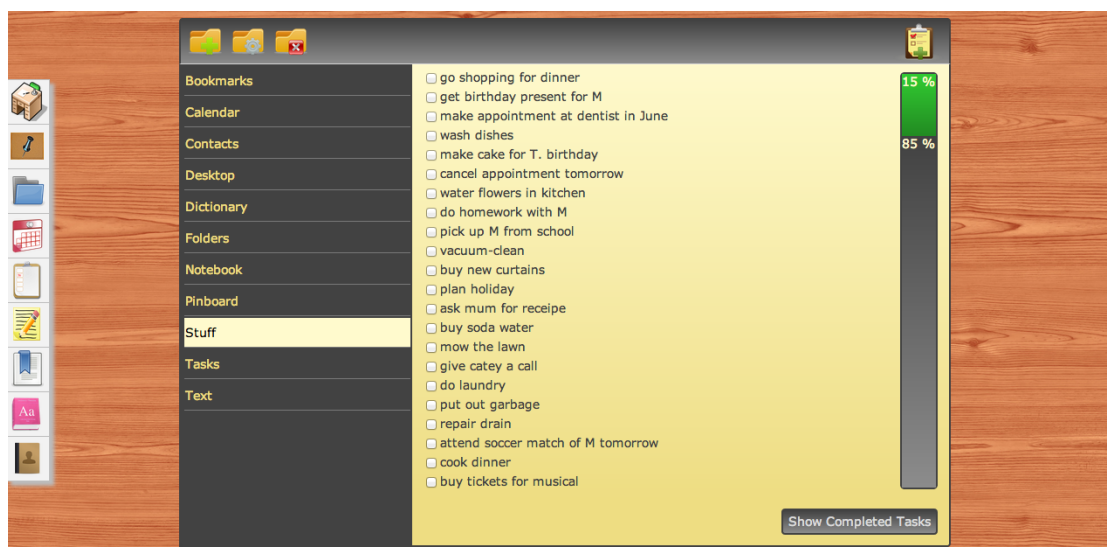 Bookmarks
Calendar
Contacts
Desktop
Dictionary
Folders
Notebook
Pinboard
Stuff
Tasks
Text
go shopping for dinner
get birthday present for M
make appointment at dentist in June
wash dishes
make cake for T. birthday
cancel appointment tomorrow
water flowers in kitchen
do homework with M
pick up M from school
vacuum-clean
buy new curtains
plan holiday
ask mum for receipe
buy soda water
mow the lawn
give catey a call
do laundry
put out garbage
repair drain
attend soccer match of M tomorrow
cook dinner
buy tickets for musical
15 %
85 %
Show Completed Tasks
Aa